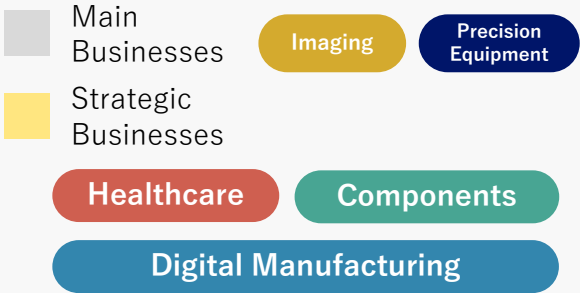 Main
Businesses
Imaging
Precision
Equipment
Strategic
Businesses
Healthcare
Components
Digital Manufacturing